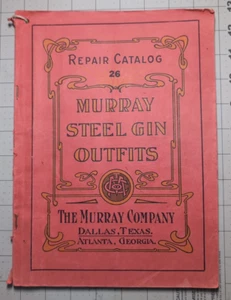 REPAIR CATALOG
26
MURRAY
STEEL GIN
OUTFITS
THE MURRAY COMPANY
DALLAS, TEXAS.
ATLANTA, GEORGIA.